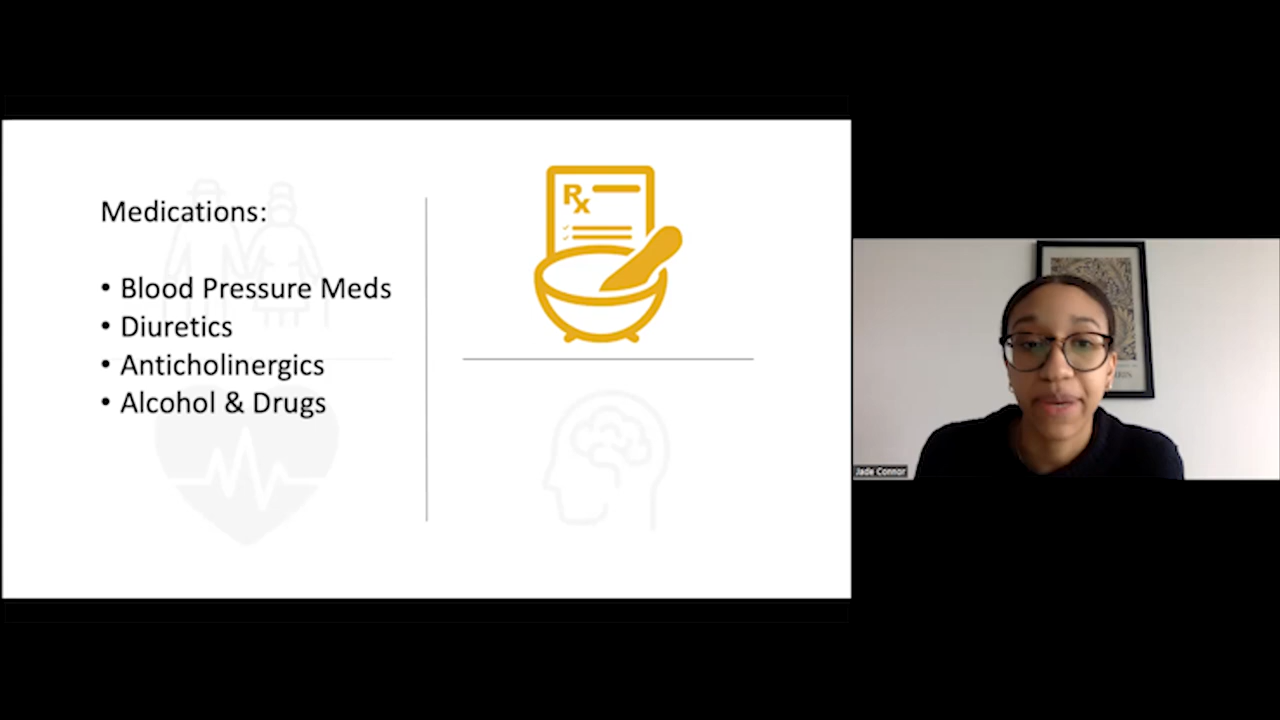 Medications:
• Blood Pressure Meds
• Diuretics
• Anticholinergics
• Alcohol & Drugs
Rx
Jade Connor